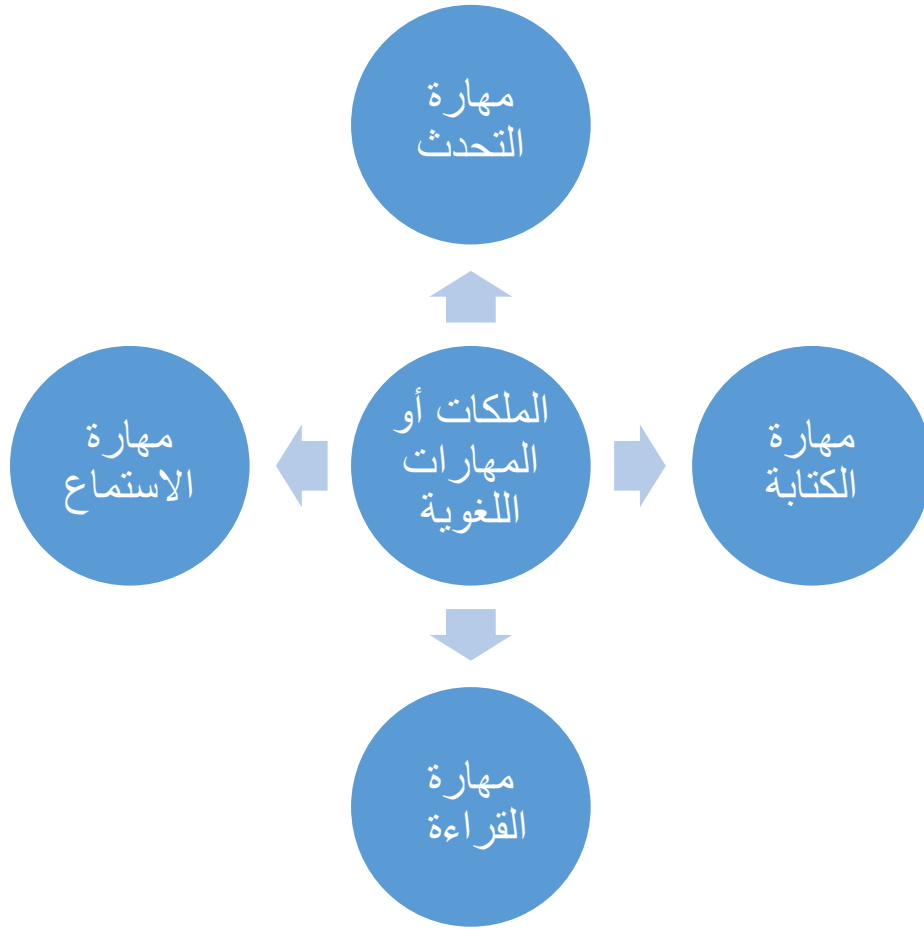 مهارة
التحدث
الملكات أو
المهارات
اللغوية
مهارة
الكتابة
مهارة
الاستماع
مهارة
القراءة